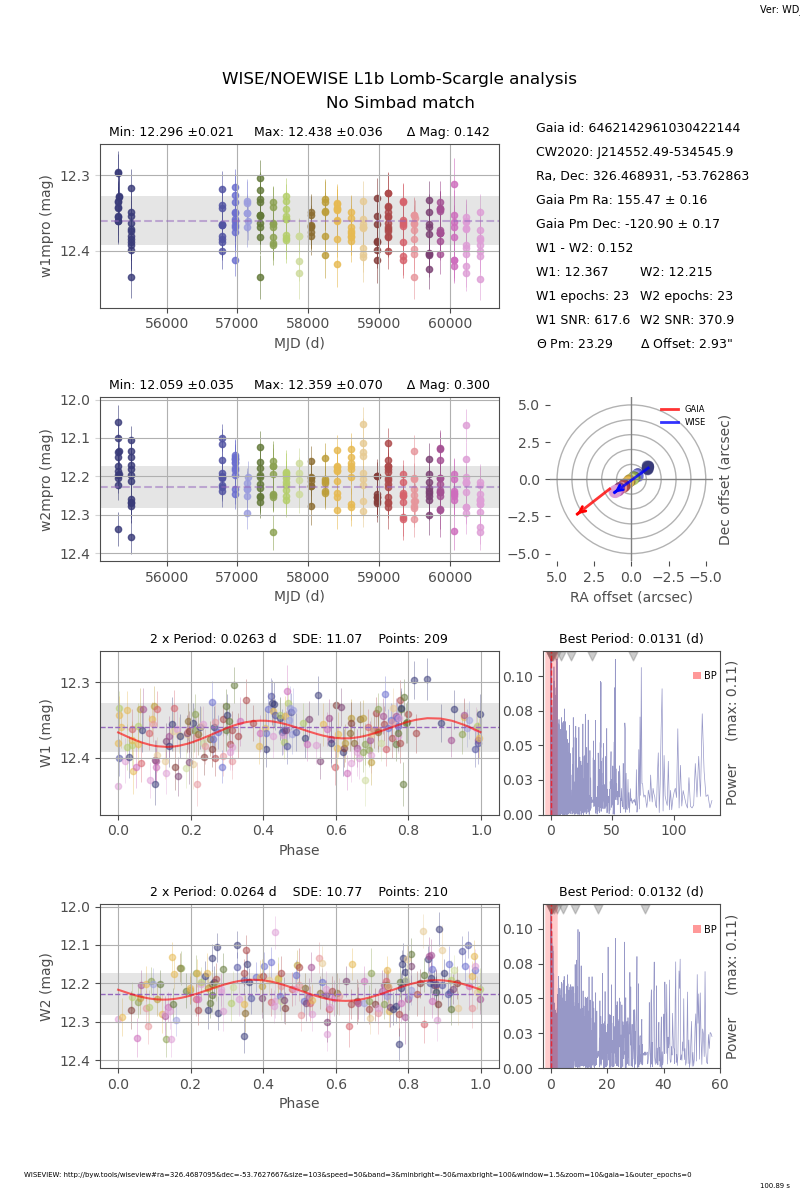 Ver: WD_
WISE/NOEWISE L1b Lomb-Scargle analysis
No Simbad match
Min: 12.296 ±0.021 Max: 12.438 ±0.036 Δ Mag: 0.142
12.3
12.4
w1mpro (mag)
56000 57000 58000 59000 60000
MJD (d)
Gaia id: 6462142961030422144
CW2020: J214552.49-534545.9
Ra, Dec: 326.468931, -53.762863
Gaia Pm Ra: 155.47 ± 0.16
Gaia Pm Dec: -120.90 ± 0.17
W1 - W2: 0.152
W1: 12.367 W2: 12.215
W1 epochs: 23 W2 epochs: 23
W1 SNR: 617.6 W2 SNR: 370.9
Θ Pm: 23.29 Δ Offset: 2.93"
Min: 12.059 ±0.035 Max: 12.359 ±0.070 Δ Mag: 0.300
12.0
12.1
12.2
12.3
12.4
w2mpro (mag)
56000 57000 58000 59000 60000
MJD (d)
GAIA
WISE
5.0
2.5
0.0
−2.5
−5.0
Dec offset (arcsec)
5.0 2.5 0.0 −2.5 −5.0
RA offset (arcsec)
2 x Period: 0.0263 d SDE: 11.07 Points: 209
12.3
12.4
W1 (mag)
0.0 0.2 0.4 0.6 0.8 1.0
Phase
Best Period: 0.0131 (d)
BP
0.10
0.08
0.05
0.03
0.00
Power (max: 0.11)
0 50 100
2 x Period: 0.0264 d SDE: 10.77 Points: 210
12.0
12.1
12.2
12.3
12.4
W2 (mag)
0.0 0.2 0.4 0.6 0.8 1.0
Phase
Best Period: 0.0132 (d)
BP
0.10
0.08
0.05
0.03
0.00
Power (max: 0.11)
0 20 40 60
WISEVIEW: http://byw.tools/wiseview#ra=326.4687095&dec=-53.7627667&size=103&speed=50&band=3&minbright=-50&maxbright=100&window=1.5&zoom=10&gaia=1&outer_epochs=0
100.89 s